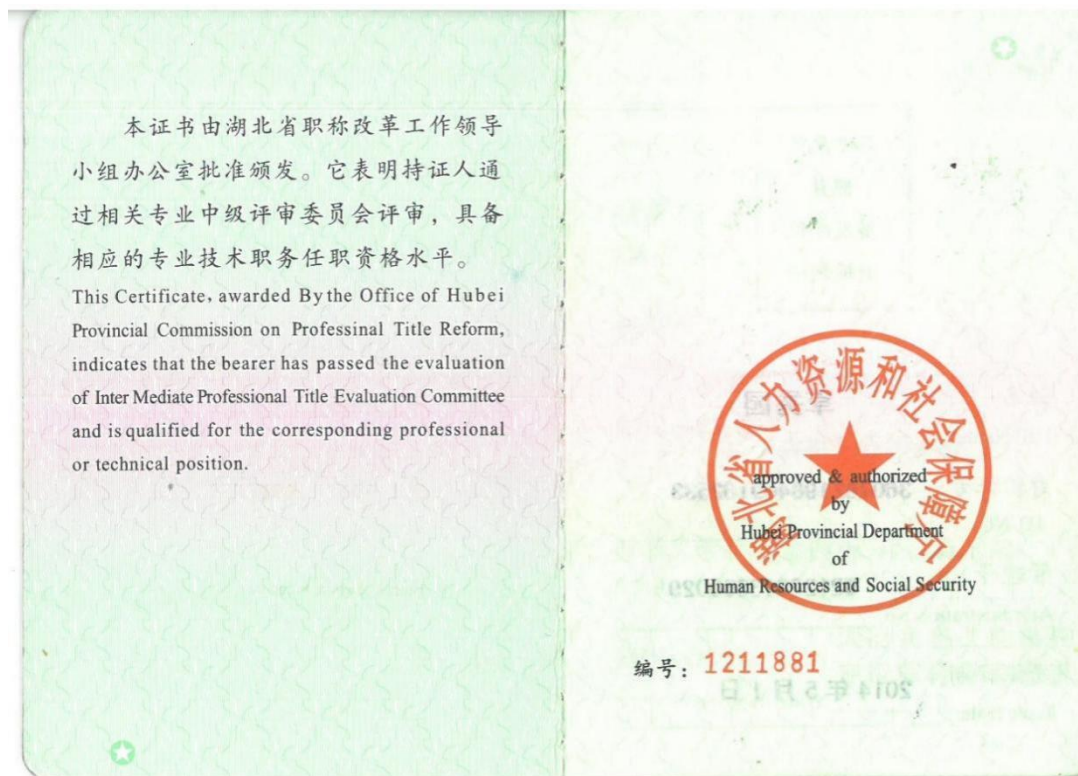 本证书由湖北省职称改革工作领导
小组办公室批准颁发。它表明持证人通
过相关专业中级评审委员会评审，具备
相应的专业技术职务任职资格水平。
This Certificate, awarded By the Office of Hubei
Provincial Commission on Professinal Title Reform,
indicates that the bearer has passed the evaluation
of Inter Mediate Professional Title Evaluation Committee
and is qualified for the corresponding professional
or technical position.
湖北省人力资源和社会保障厅
approved & authorized
by
Hubei Provincial Department
of
Human Resources and Social Security
编号：1211881
2014年5月1日